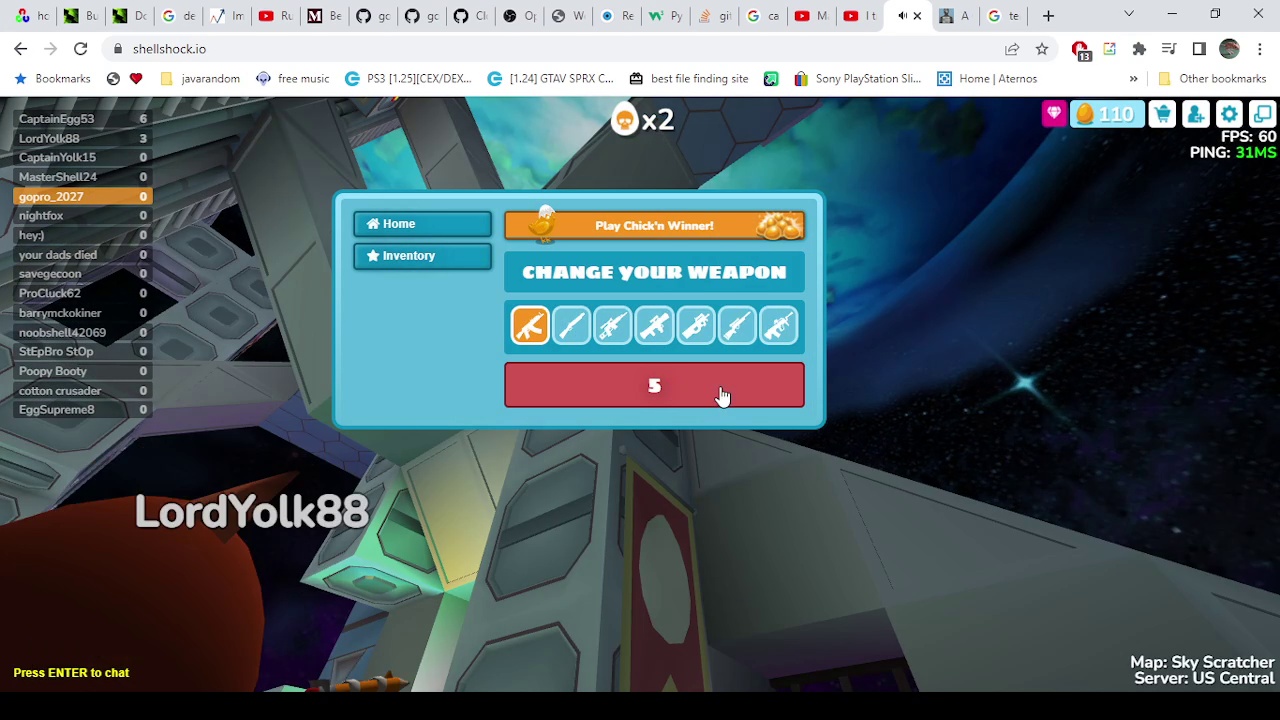 hc
Bu
Do
de
Im
Ru
Be
gc
gc
Cl
Op
W
Re
Py
git
ca
M
I t
A
te
shellshock.io
13
Bookmarks
javarandom
free music
PS3 [1.25](CEX/DEX...
[1.24] GTAV SPRX C...
best file finding site
Sony PlayStation Sli...
Home | Aternos
»
Other bookmarks
CaptainEgg53 6
LordYolk88 3
CaptainYolk15 0
MasterShell24 0
gopro_2027 0
nightfox 0
hey:) 0
your dads died 0
savegecoon 0
ProCluck62 0
barrymckokiner 0
noobshell42069 0
StEpBro StOp 0
Poopy Booty 0
cotton crusader 0
EggSupreme8 0
x2
110
FPS: 60
PING: 31MS
Home
Inventory
Play Chick'n Winner!
CHANGE YOUR WEAPON
5
LordYolk88
Press ENTER to chat
Map: Sky Scratcher
Server: US Central